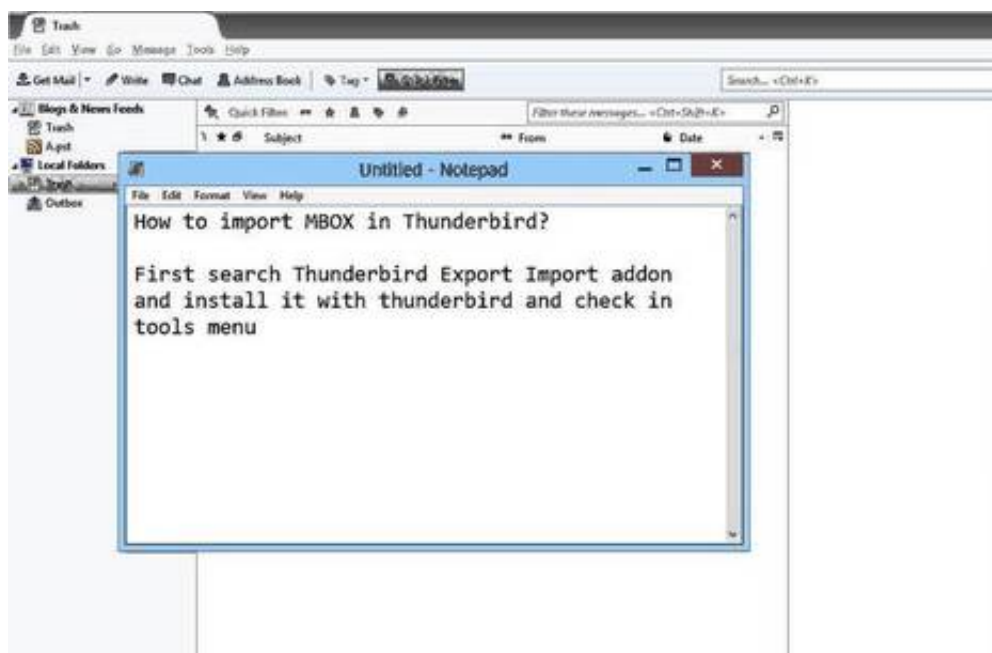 Trash
File Edit View Go Message Tools Help
Get Mail Write Chat Address Book Tag Quick Filter
Search... <Ctrl+K>
Blogs & News Feeds
Trash
A.pst
Local Folders
Trash
Outbox
Quick Filter:
Filter these messages... <Ctrl+Shift+K>
Subject From Date
Untitled - Notepad
File Edit Format View Help
How to import MBOX in Thunderbird?
First search Thunderbird Export Import addon
and install it with thunderbird and check in
tools menu